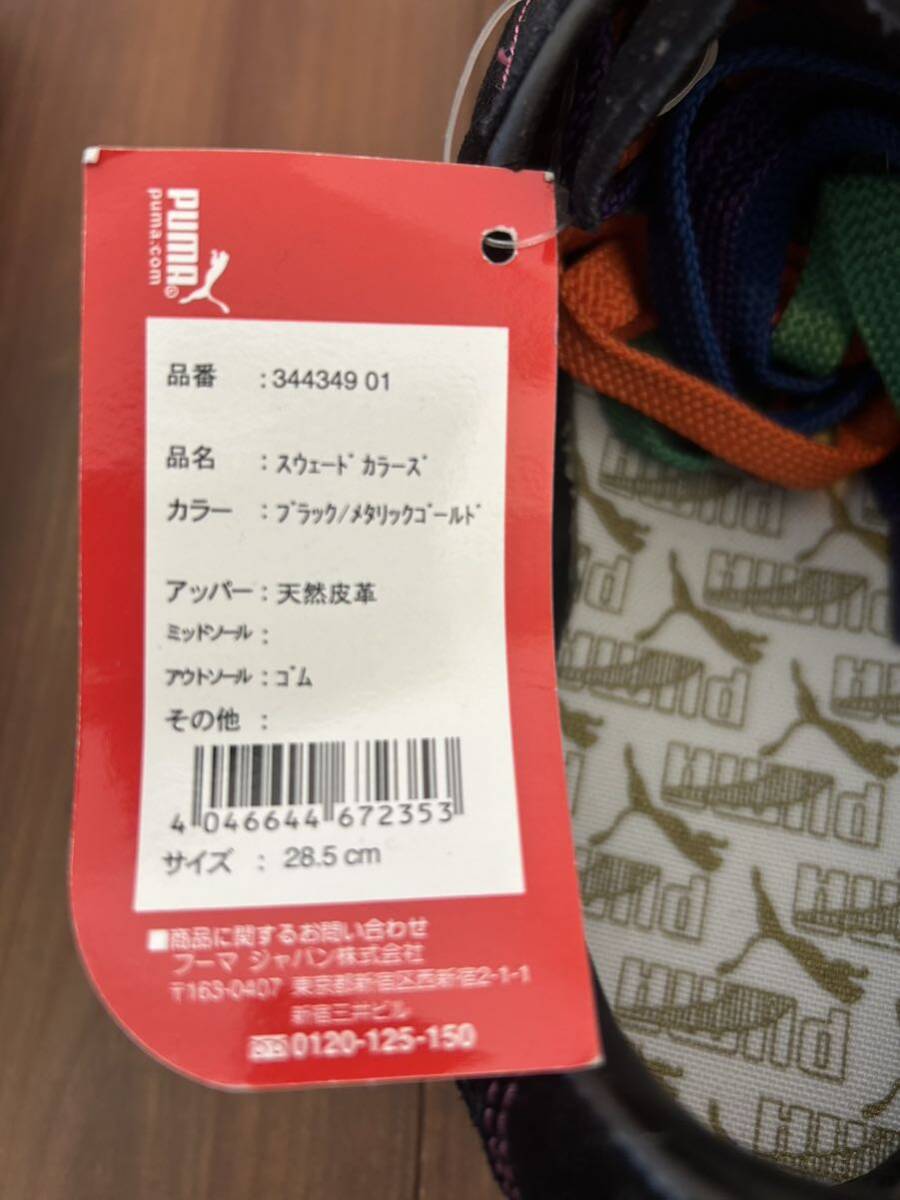 PUMA
puma.com
品番 : 344349 01
品名 : ｽｳｪｰﾄﾞ ｶﾗｰｽﾞ
カラー : ﾌﾞﾗｯｸ/ﾒﾀﾘｯｸｺﾞｰﾙﾄﾞ
アッパー : 天然皮革
ﾐｯﾄﾞｿｰﾙ :
ｱｳﾄｿｰﾙ : ｺﾞﾑ
その他 :
4 046644 672353
サイズ : 28.5 cm
■商品に関するお問い合わせ
プーマ ジャパン株式会社
〒163-0407 東京都新宿区西新宿2-1-1
新宿三井ビル
0120-125-150